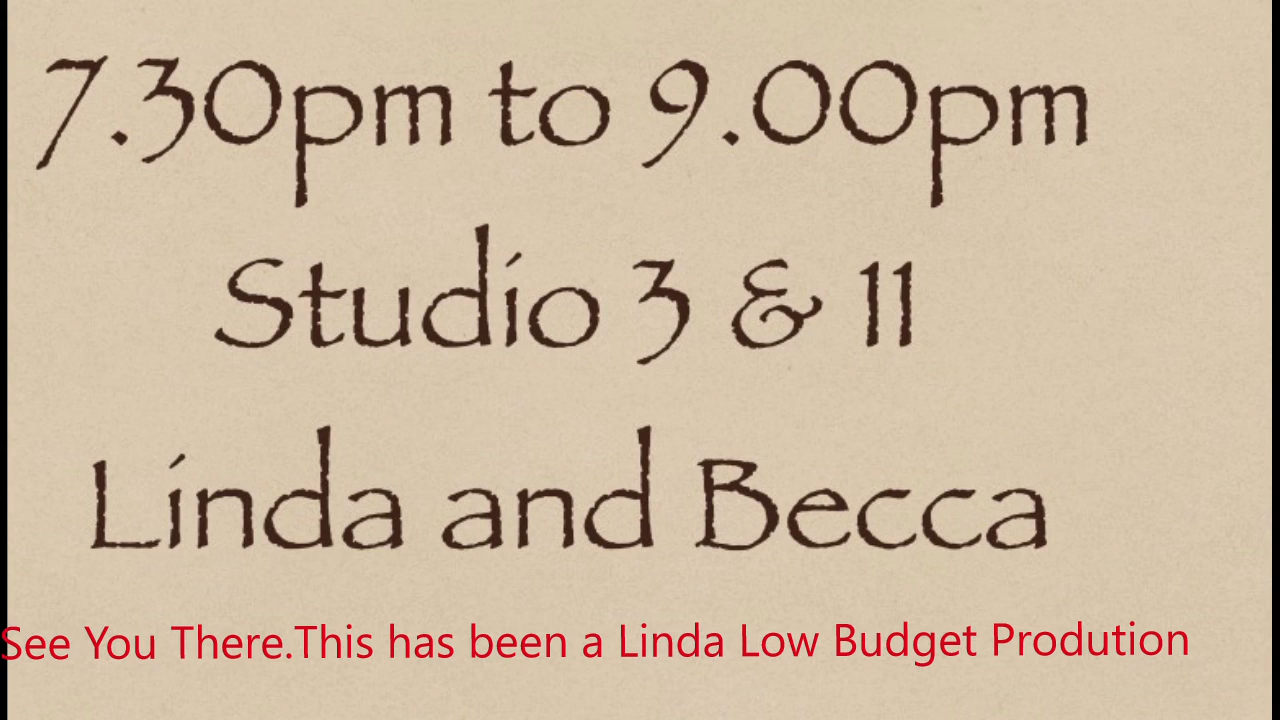 7.30pm to 9.00pm
Studio 3 & 11
Linda and Becca
See You There.This has been a Linda Low Budget Prodution